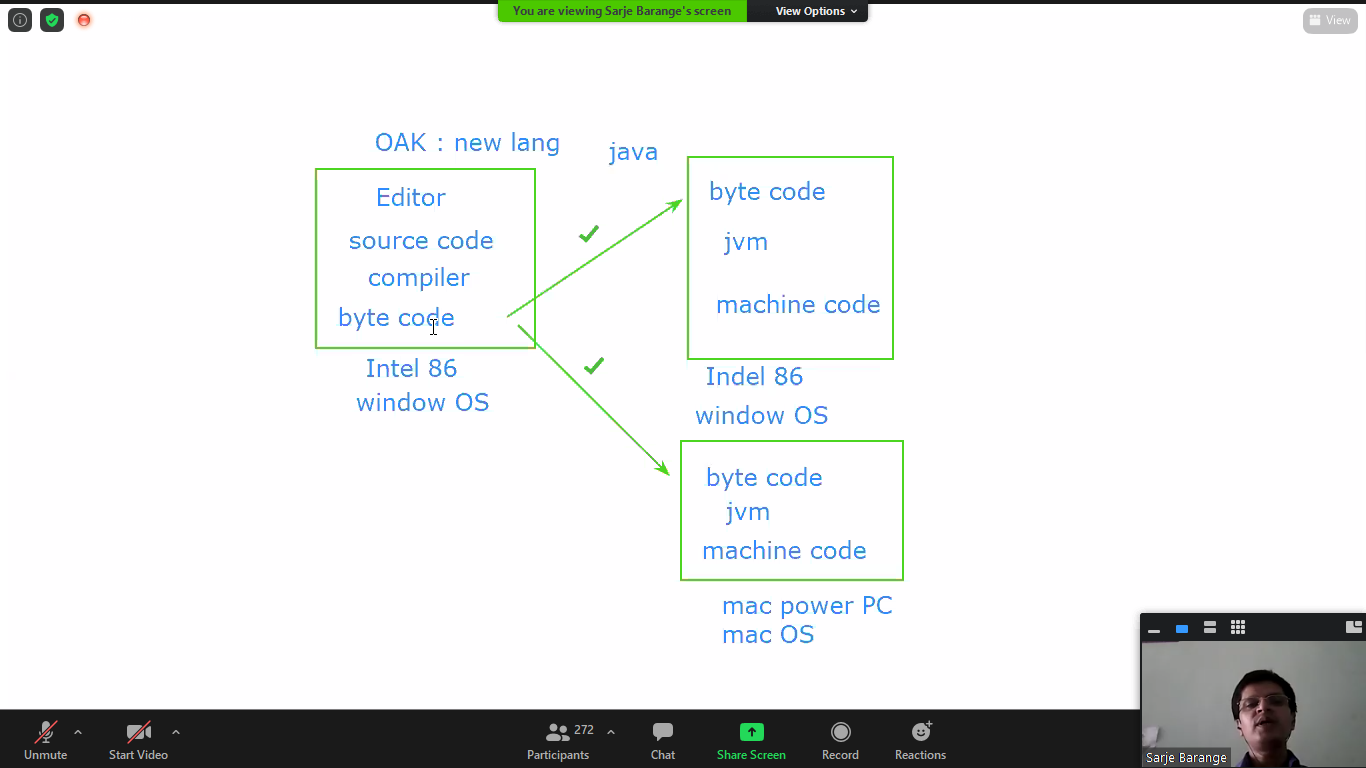 You are viewing Sarje Barange's screen
View Options
View
OAK : new lang
java
Editor
source code
compiler
byte code
Intel 86
window OS
byte code
jvm
machine code
Indel 86
window OS
byte code
jvm
machine code
mac power PC
mac OS
Sarje Barange
Unmute
Start Video
272
Participants
Chat
Share Screen
Record
Reactions